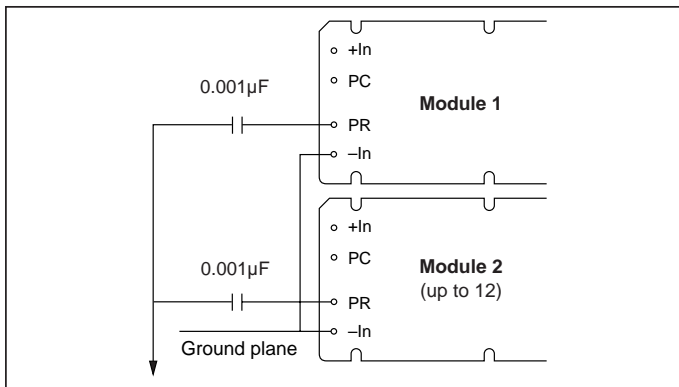 +In
0.001µF
PC
Module 1
PR
–In
+In
0.001µF
PC
Module 2
(up to 12)
PR
–In
Ground plane